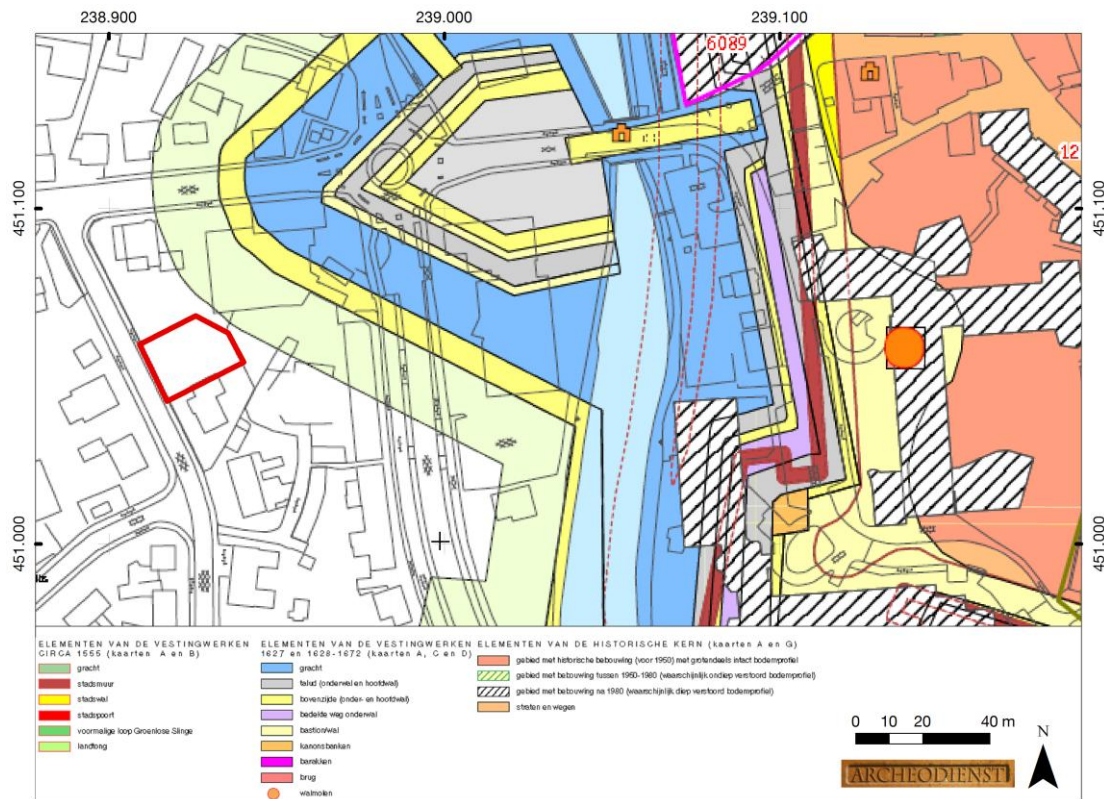 238.900 239.000 239.100
6089
12
451.100 451.100
451.000 451.000
ELEMENTEN VAN DE VESTINGWERKEN
CIRCA 1555 (kaarten A en B)
gracht
stadsmuur
stadswal
stadspoort
voormalige loop Groenlose Slinge
landtong
ELEMENTEN VAN DE VESTINGWERKEN
1627 en 1628-1672 (kaarten A, C en D)
gracht
talud (onderwal en hoofdwal)
bovenzijde (onder- en hoofdwal)
bedekte weg onderwal
bastion/wal
kanonsbanken
barakken
brug
walmolen
ELEMENTEN VAN DE HISTORISCHE KERN (kaarten A en G)
gebied met historische bebouwing (voor 1950) met grotendeels intact bodemprofiel
gebied met bebouwing tussen 1950-1980 (waarschijnlijk ondiep verstoord bodemprofiel)
gebied met bebouwing na 1980 (waarschijnlijk diep verstoord bodemprofiel)
straten en wegen
0 10 20 40 m
N
ARCHEODIENST